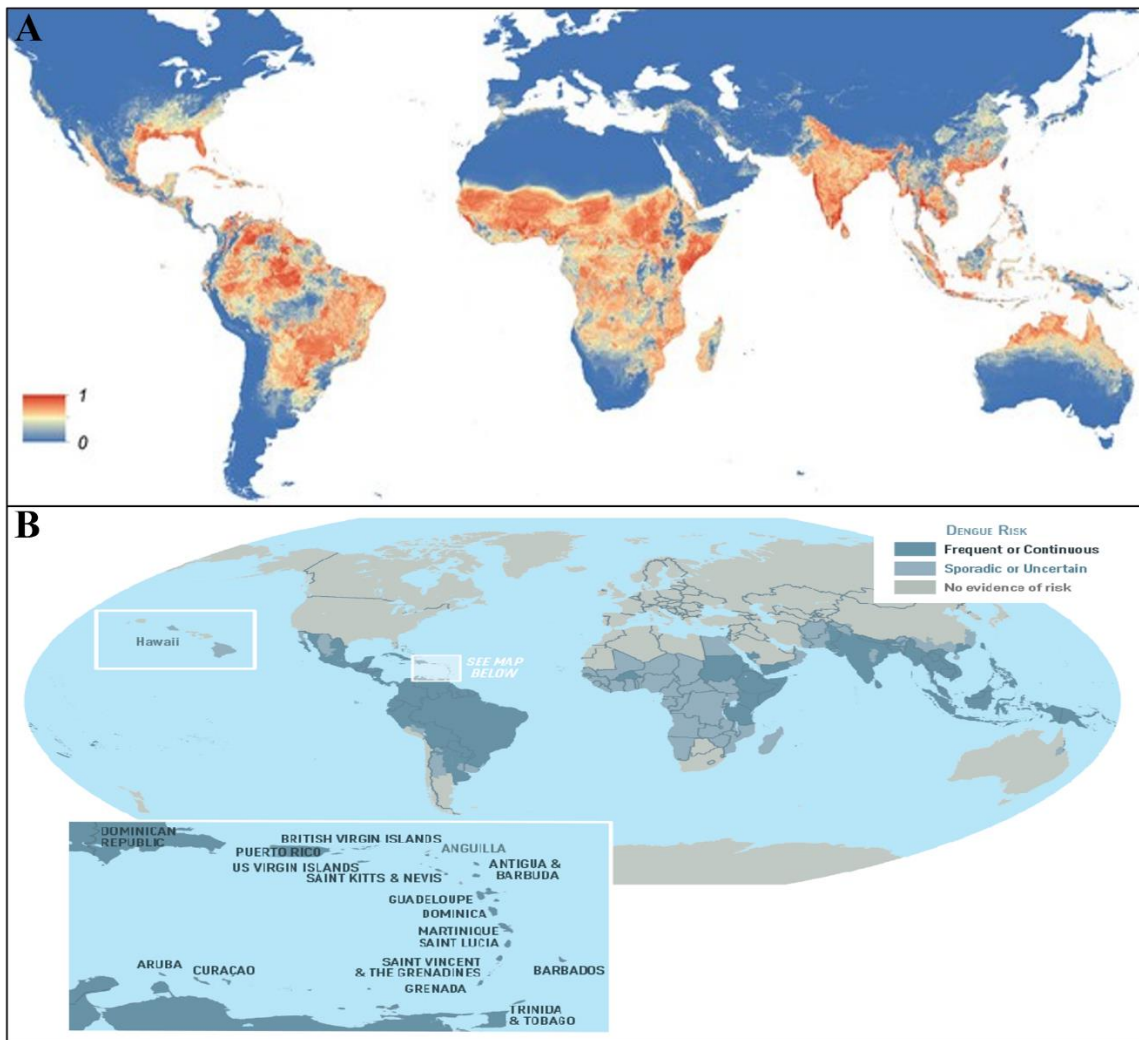 A
1
0
B
DENGUE RISK
Frequent or Continuous
Sporadic or Uncertain
No evidence of risk
Hawaii
SEE MAP
BELOW
DOMINICAN
REPUBLIC
BRITISH VIRGIN ISLANDS
PUERTO RICO
ANGUILLA
US VIRGIN ISLANDS
ANTIGUA &
BARBUDA
SAINT KITTS & NEVIS
GUADELOUPE
DOMINICA
MARTINIQUE
SAINT LUCIA
ARUBA
CURAÇAO
SAINT VINCENT
& THE GRENADINES
BARBADOS
GRENADA
TRINIDA
& TOBAGO